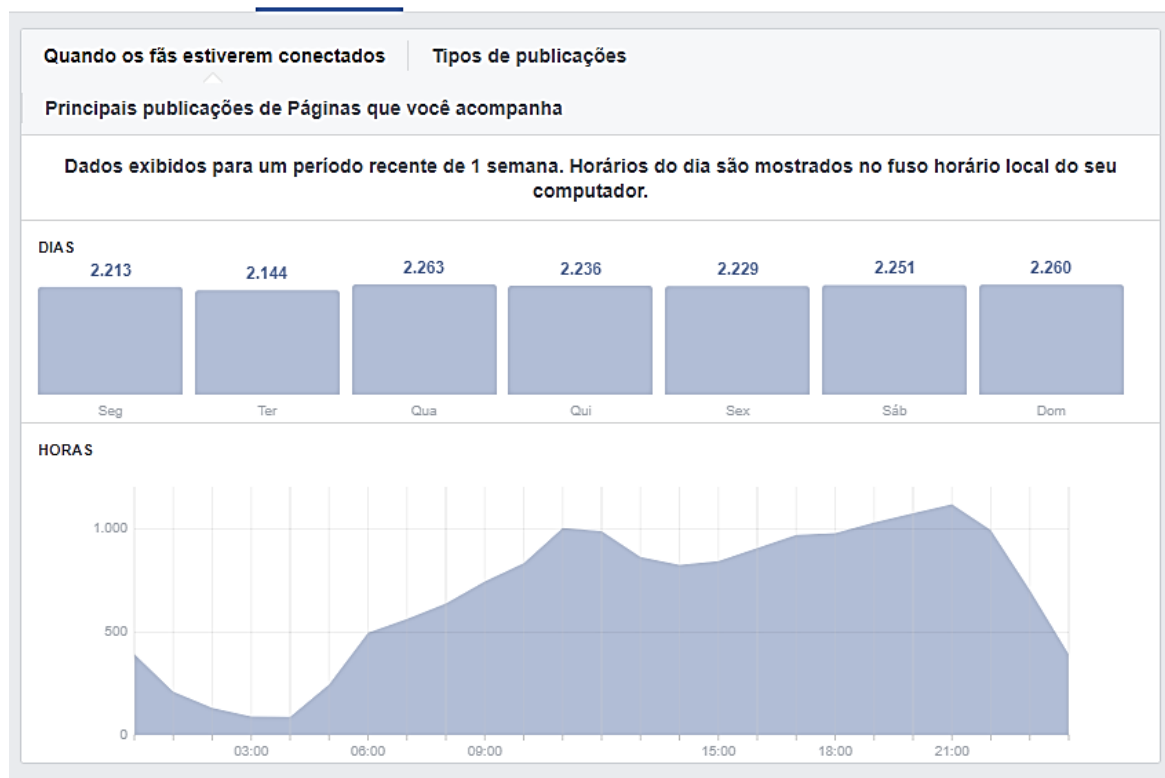 Quando os fãs estiverem conectados
Tipos de publicações
Principais publicações de Páginas que você acompanha
Dados exibidos para um período recente de 1 semana. Horários do dia são mostrados no fuso horário local do seu
computador.
DIAS
2.213 2.144 2.263 2.236 2.229 2.251 2.260
Seg Ter Qua Qui Sex Sáb Dom
HORAS
1.000
500
0
03:00 06:00 09:00 15:00 18:00 21:00